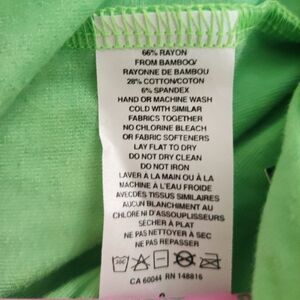 66% RAYON
FROM BAMBOO/
RAYONNE DE BAMBOU
28% COTTON/COTON
6% SPANDEX
HAND OR MACHINE WASH
COLD WITH SIMILAR
FABRICS TOGETHER
NO CHLORINE BLEACH
OR FABRIC SOFTENERS
LAY FLAT TO DRY
DO NOT DRY CLEAN
DO NOT IRON
LAVER A LA MAIN OU À LA
MACHINE À L'EAU FROIDE
AVECDES TISSUS SIMILAIRES
AUCUN BLANCHIMENT AU
CHLORE NI D'ASSOUPLISSEURS
SÉCHER À PLAT
NE PAS NETTOYER À SEC
NE PAS REPASSER
CA 60044 RN 148816